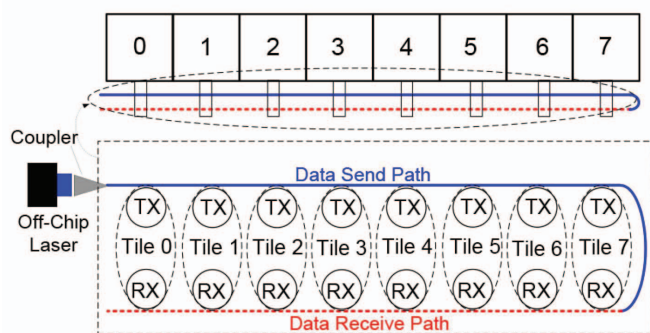 0 1 2 3 4 5 6 7
Coupler
Off-Chip
Laser
Data Send Path
TX TX TX TX TX TX TX TX
Tile 0 Tile 1 Tile 2 Tile 3 Tile 4 Tile 5 Tile 6 Tile 7
RX RX RX RX RX RX RX RX
Data Receive Path